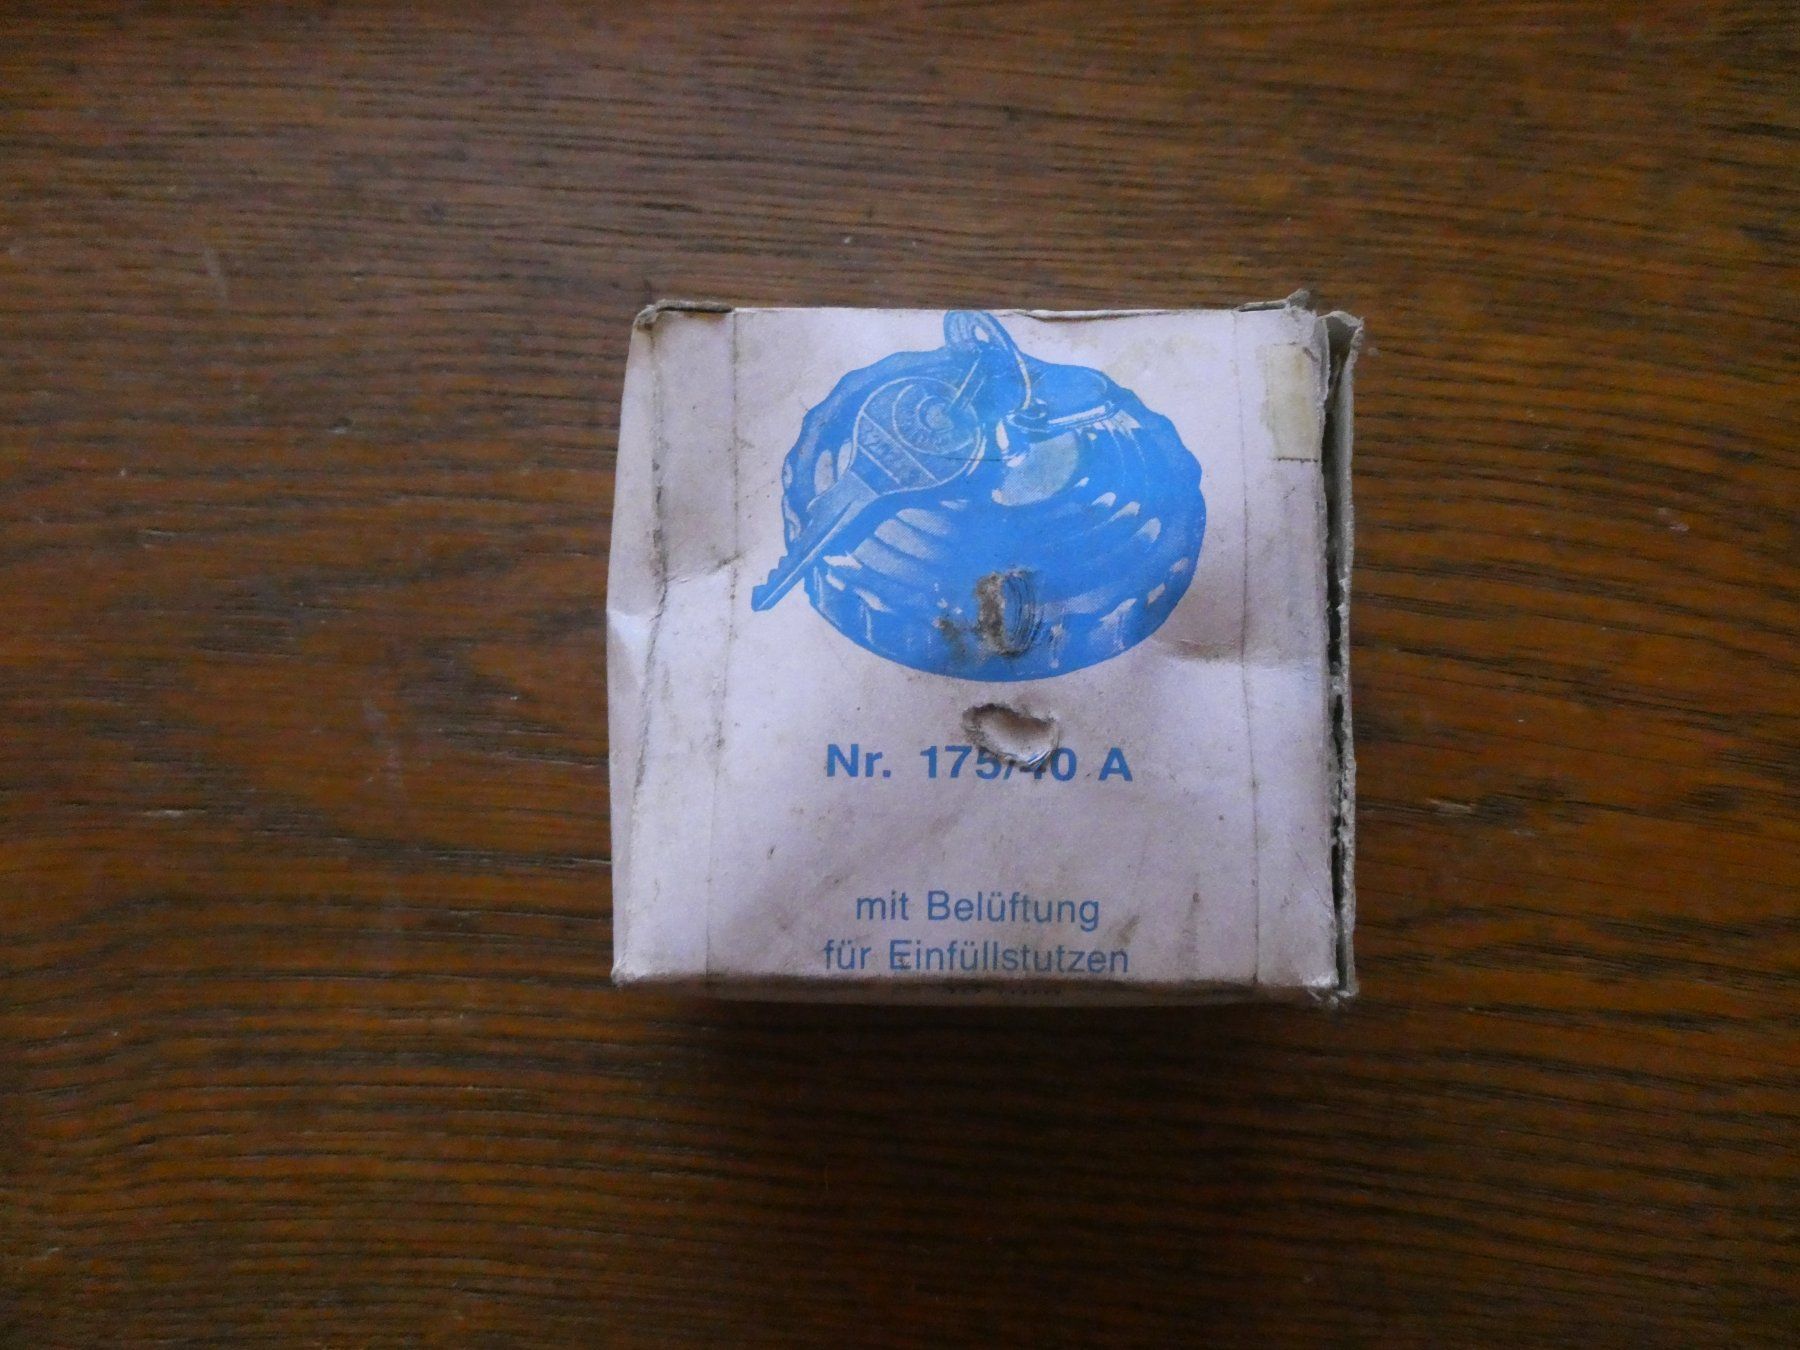 Nr. 175/40 A
mit Belüftung
für Einfüllstutzen